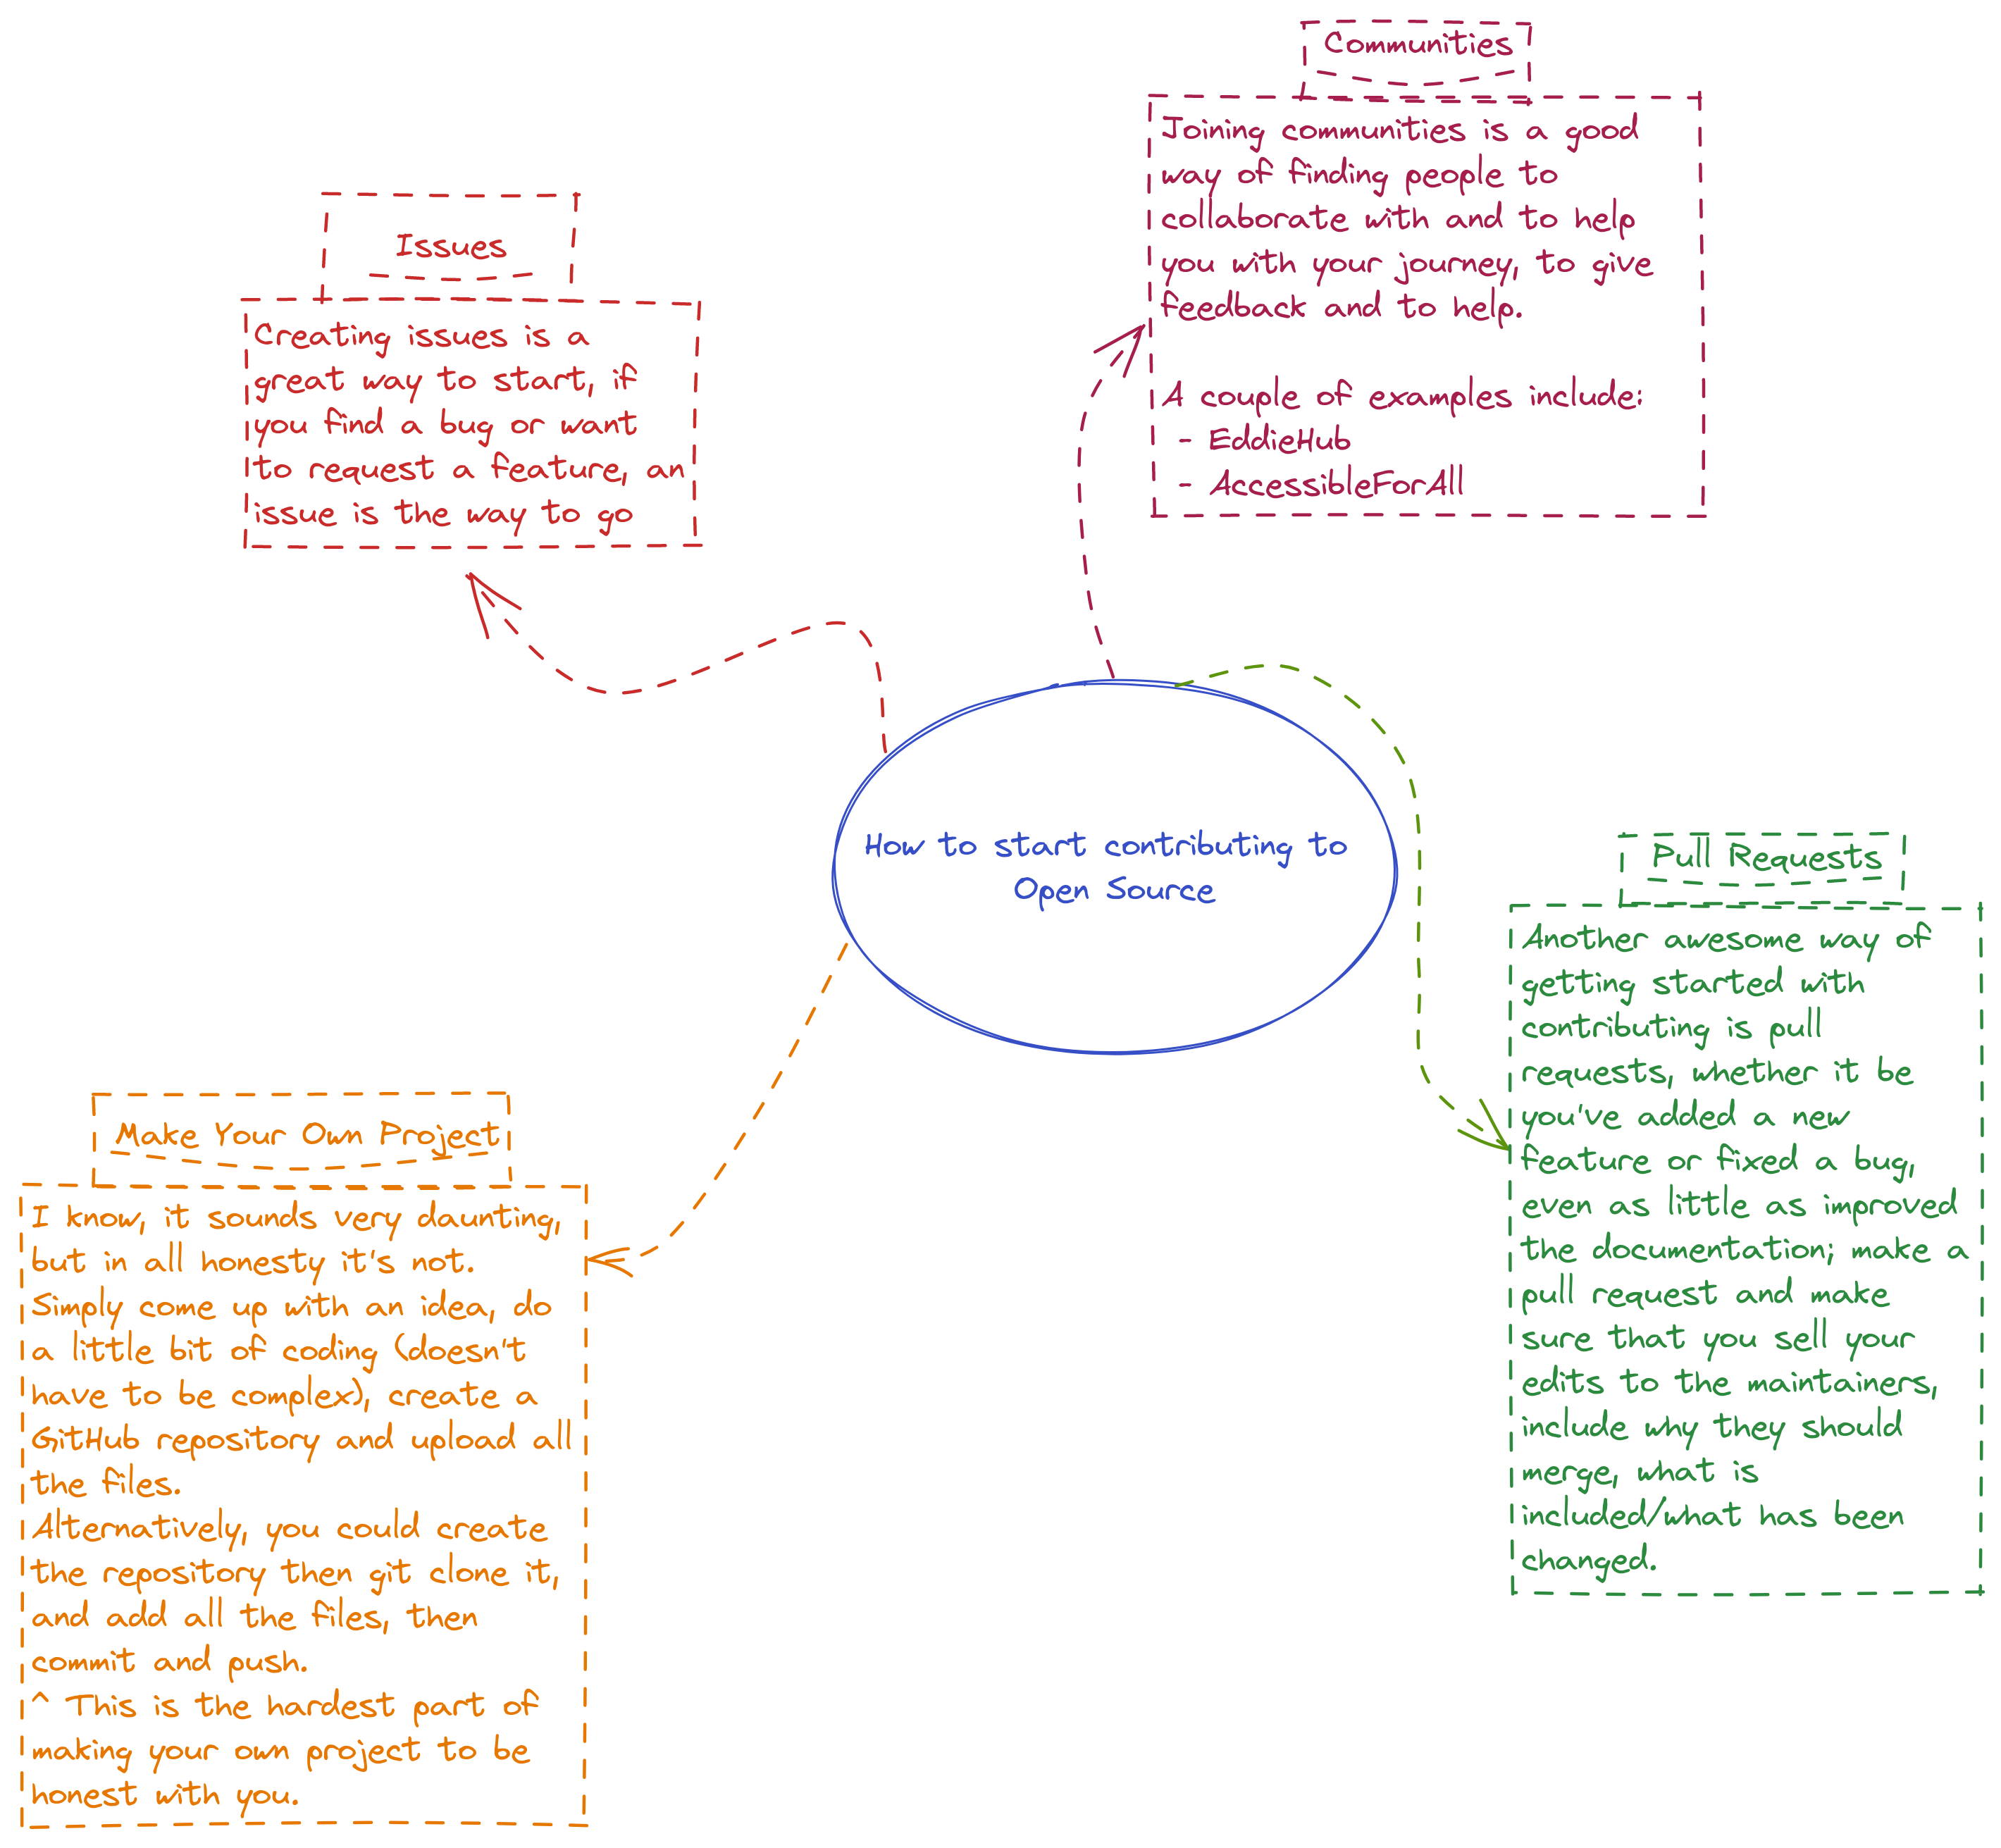 Communities
Joining communities is a good
way of finding people to
collaborate with and to help
you with your journey, to give
feedback and to help.
A couple of examples include:
- EddieHub
- AccessibleForAll
Issues
Creating issues is a
great way to start, if
you find a bug or want
to request a feature, an
issue is the way to go
How to start contributing to
Open Source
Pull Requests
Another awesome way of
getting started with
contributing is pull
requests, whether it be
you've added a new
feature or fixed a bug,
even as little as improved
the documentation; make a
pull request and make
sure that you sell your
edits to the maintainers,
include why they should
merge, what is
included/what has been
changed.
Make Your Own Project
I know, it sounds very daunting,
but in all honesty it's not.
Simply come up with an idea, do
a little bit of coding (doesn't
have to be complex), create a
GitHub repository and upload all
the files.
Alternatively, you could create
the repository then git clone it,
and add all the files, then
commit and push.
^ This is the hardest part of
making your own project to be
honest with you.